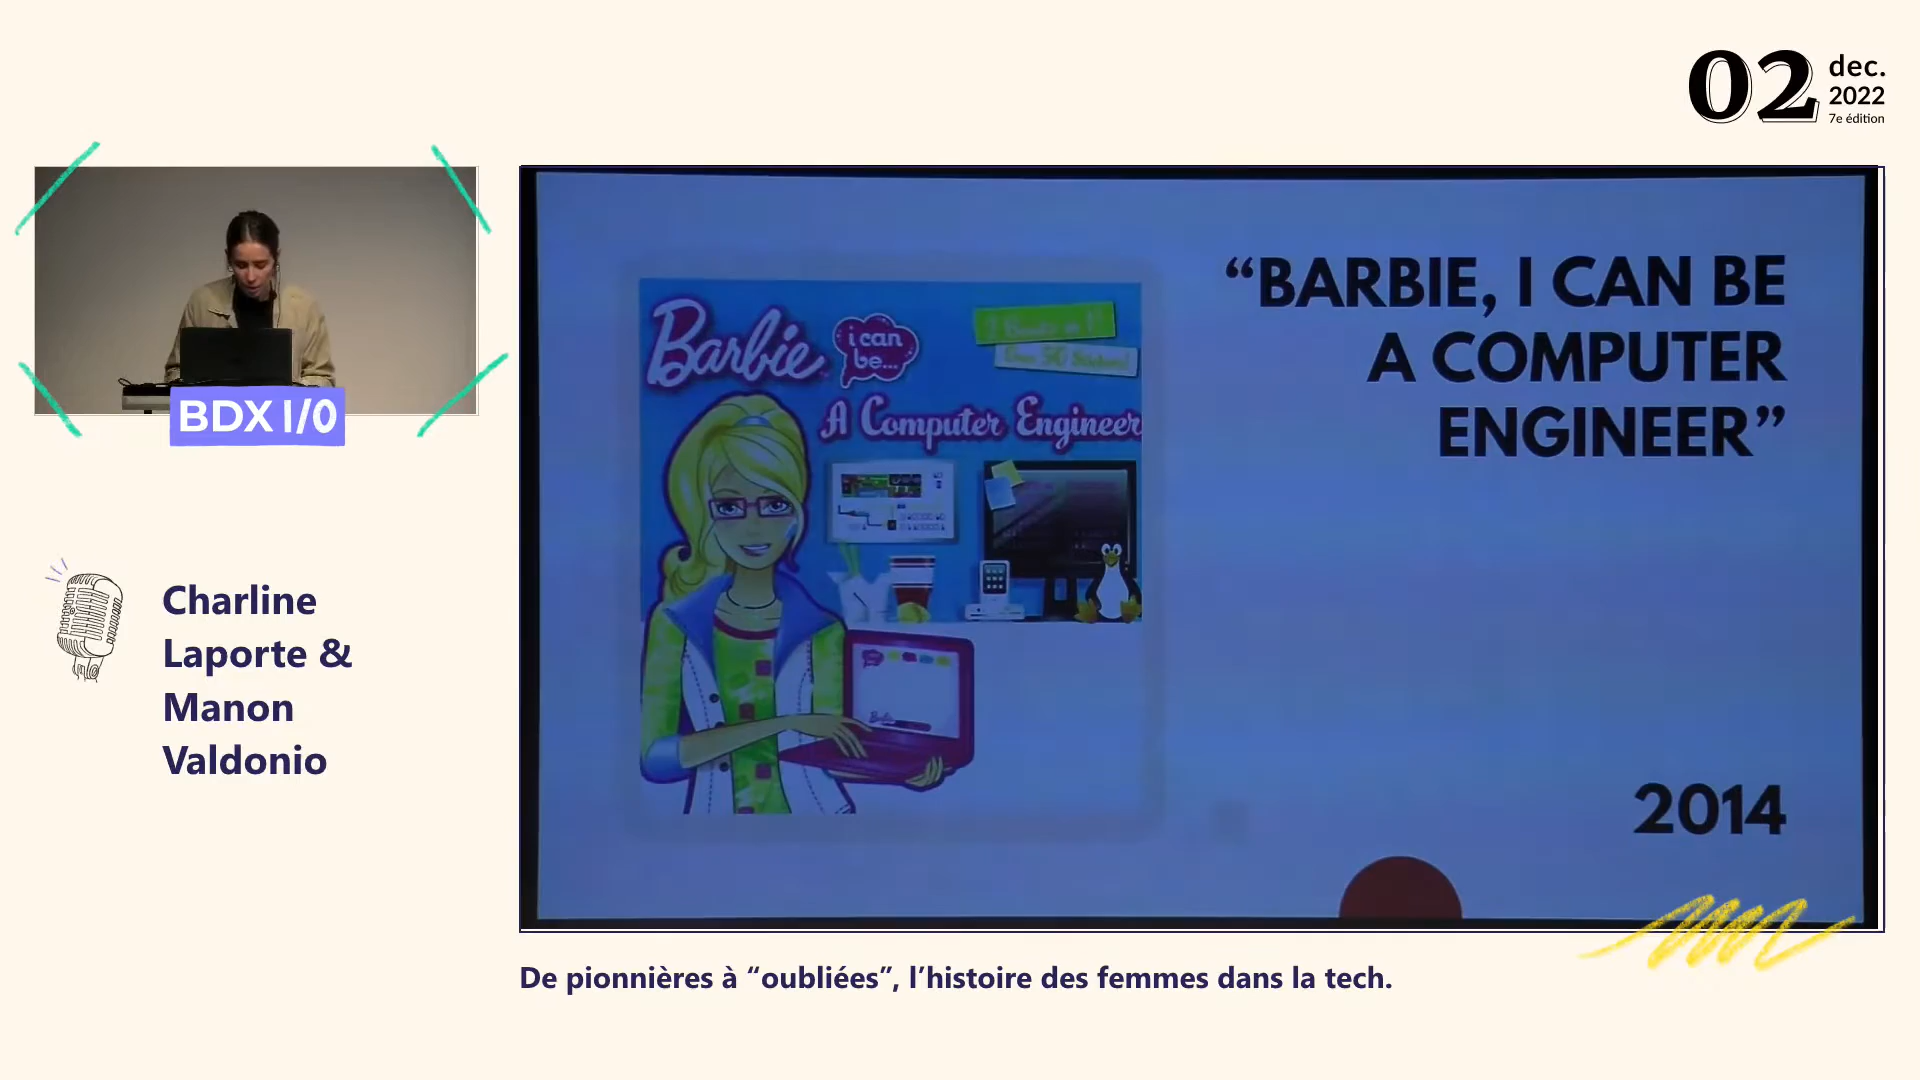 02
dec.
2022
7e édition
BDX I/O
Charline
Laporte &
Manon
Valdonio
“BARBIE, I CAN BE
A COMPUTER
ENGINEER”
Barbie
i can
be...
A Computer Engineer
Barbie
2014
De pionnières à “oubliées”, l’histoire des femmes dans la tech.